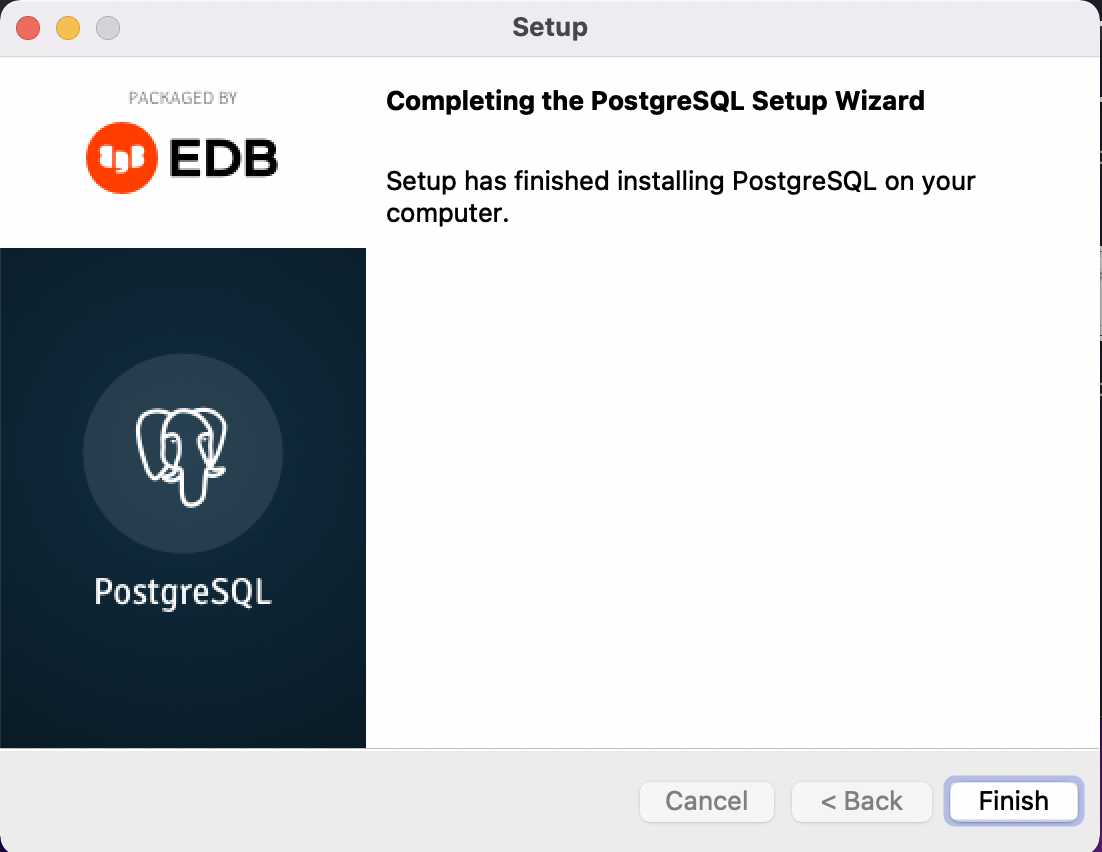 Setup
PACKAGED BY
EDB
PostgreSQL
Completing the PostgreSQL Setup Wizard
Setup has finished installing PostgreSQL on your
computer.
Cancel
< Back
Finish